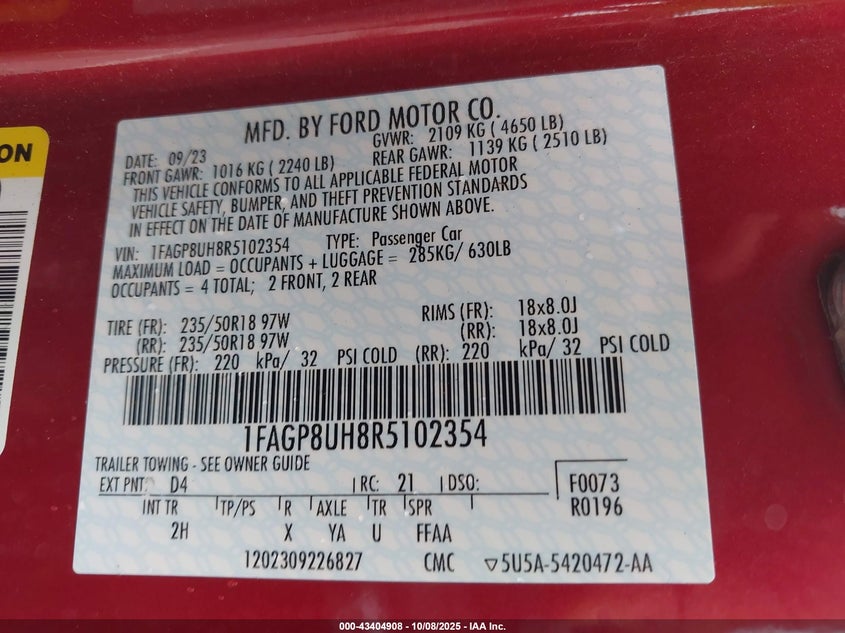 ON
MFD. BY FORD MOTOR CO.
DATE: 09/23
GVWR: 2109 KG ( 4650 LB)
FRONT GAWR: 1016 KG ( 2240 LB)
REAR GAWR: 1139 KG ( 2510 LB)
THIS VEHICLE CONFORMS TO ALL APPLICABLE FEDERAL MOTOR
VEHICLE SAFETY, BUMPER, AND THEFT PREVENTION STANDARDS
IN EFFECT ON THE DATE OF MANUFACTURE SHOWN ABOVE.
VIN: 1FAGP8UH8R5102354 TYPE: Passenger Car
MAXIMUM LOAD = OCCUPANTS + LUGGAGE = 285KG/ 630LB
OCCUPANTS = 4 TOTAL; 2 FRONT, 2 REAR
TIRE (FR): 235/50R18 97W RIMS (FR): 18x8.0J
(RR): 235/50R18 97W (RR): 18x8.0J
PRESSURE (FR): 220 kPa/ 32 PSI COLD (RR): 220 kPa/ 32 PSI COLD
1FAGP8UH8R5102354
TRAILER TOWING - SEE OWNER GUIDE
EXT PNT: D4 RC: 21 DSO: F0073
INT TR TP/PS R AXLE TR SPR R0196
2H X YA U FFAA
1202309226827 CMC ▽5U5A-5420472-AA
000-43404908 - 10/08/2025 - IAA Inc.